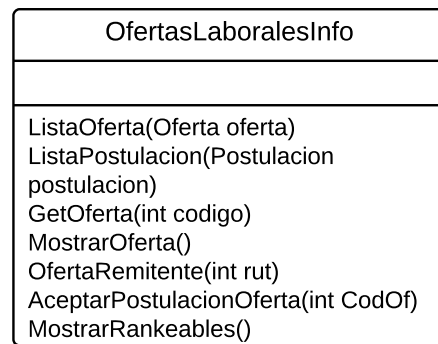 OfertasLaboralesInfo
ListaOferta(Oferta oferta)
ListaPostulacion(Postulacion
postulacion)
GetOferta(int codigo)
MostrarOferta()
OfertaRemitente(int rut)
AceptarPostulacionOferta(int CodOf)
MostrarRankeables()